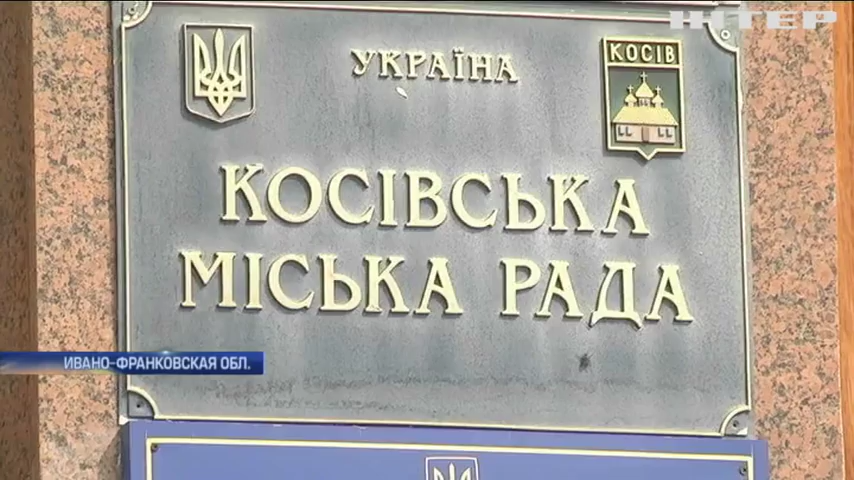 ІНТЕР
УКРАЇНА
КОСІВ
КОСІВСЬКА
МІСЬКА РАДА
ИВАНО-ФРАНКОВСКАЯ ОБЛ.